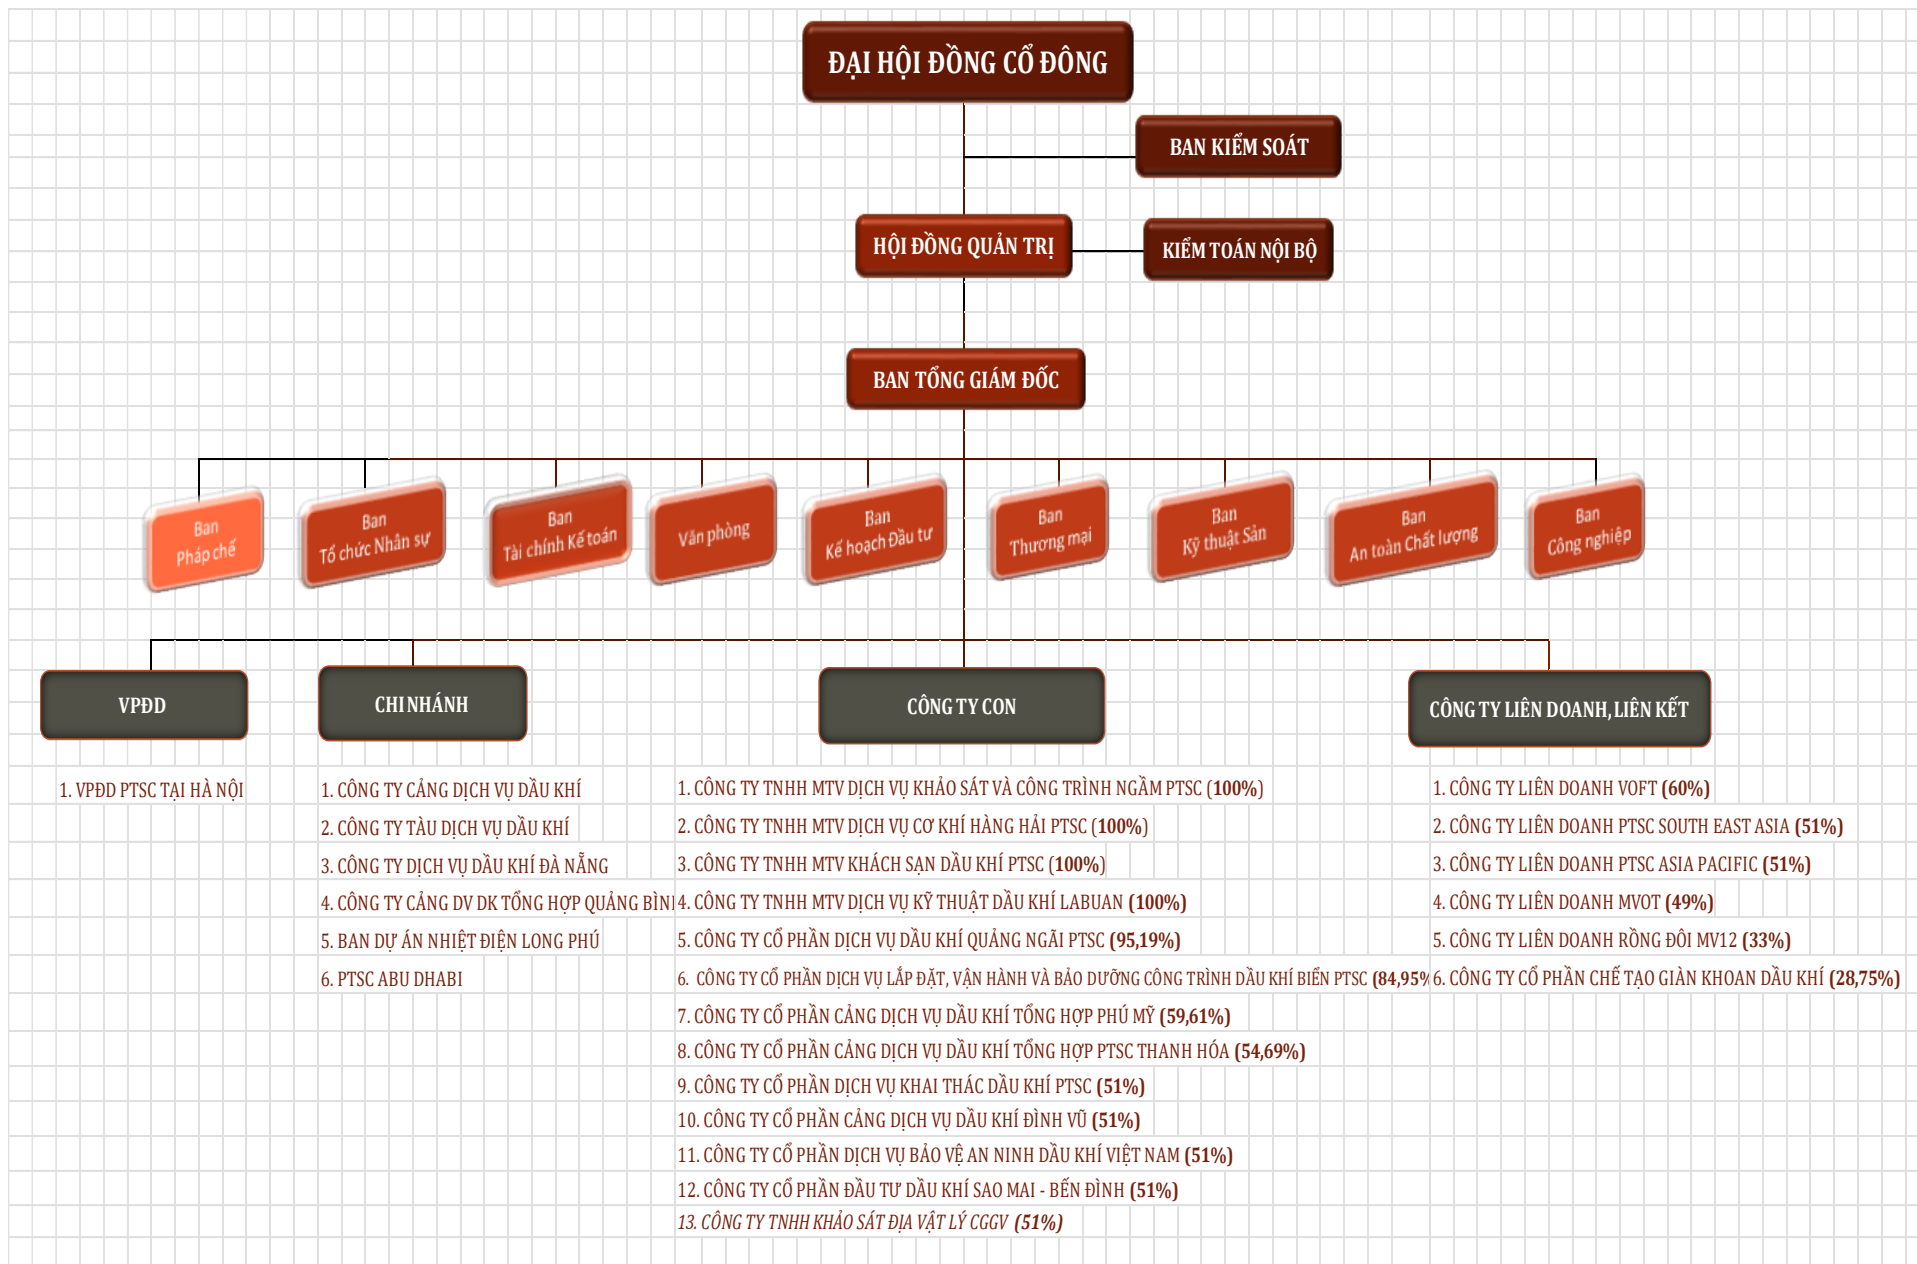 ĐẠI HỘI ĐỒNG CỔ ĐÔNG
BAN KIỂM SOÁT
HỘI ĐỒNG QUẢN TRỊ
KIỂM TOÁN NỘI BỘ
BAN TỔNG GIÁM ĐỐC
Ban
Pháp chế
Ban
Tổ chức Nhân sự
Ban
Tài chính Kế toán
Văn phòng
Ban
Kế hoạch Đầu tư
Ban
Thương mại
Ban
Kỹ thuật Sản
Ban
An toàn Chất lượng
Ban
Công nghiệp
VPĐD
1. VPĐD PTSC TẠI HÀ NỘI
CHI NHÁNH
1. CÔNG TY CẢNG DỊCH VỤ DẦU KHÍ
2. CÔNG TY TÀU DỊCH VỤ DẦU KHÍ
3. CÔNG TY DỊCH VỤ DẦU KHÍ ĐÀ NẴNG
4. CÔNG TY CẢNG DV DK TỔNG HỢP QUẢNG BÌN
5. BAN DỰ ÁN NHIỆT ĐIỆN LONG PHÚ
6. PTSC ABU DHABI
CÔNG TY CON
1. CÔNG TY TNHH MTV DỊCH VỤ KHẢO SÁT VÀ CÔNG TRÌNH NGẦM PTSC (100%)
2. CÔNG TY TNHH MTV DỊCH VỤ CƠ KHÍ HÀNG HẢI PTSC (100%)
3. CÔNG TY TNHH MTV KHÁCH SẠN DẦU KHÍ PTSC (100%)
4. CÔNG TY TNHH MTV DỊCH VỤ KỸ THUẬT DẦU KHÍ LABUAN (100%)
5. CÔNG TY CỔ PHẦN DỊCH VỤ DẦU KHÍ QUẢNG NGÃI PTSC (95,19%)
6. CÔNG TY CỔ PHẦN DỊCH VỤ LẮP ĐẶT, VẬN HÀNH VÀ BẢO DƯỠNG CÔNG TRÌNH DẦU KHÍ BIỂN PTSC (84,95%
7. CÔNG TY CỔ PHẦN CẢNG DỊCH VỤ DẦU KHÍ TỔNG HỢP PHÚ MỸ (59,61%)
8. CÔNG TY CỔ PHẦN CẢNG DỊCH VỤ DẦU KHÍ TỔNG HỢP PTSC THANH HÓA (54,69%)
9. CÔNG TY CỔ PHẦN DỊCH VỤ KHAI THÁC DẦU KHÍ PTSC (51%)
10. CÔNG TY CỔ PHẦN CẢNG DỊCH VỤ DẦU KHÍ ĐÌNH VŨ (51%)
11. CÔNG TY CỔ PHẦN DỊCH VỤ BẢO VỆ AN NINH DẦU KHÍ VIỆT NAM (51%)
12. CÔNG TY CỔ PHẦN ĐẦU TƯ DẦU KHÍ SAO MAI - BẾN ĐÌNH (51%)
13. CÔNG TY TNHH KHẢO SÁT ĐỊA VẬT LÝ CGGV (51%)
CÔNG TY LIÊN DOANH, LIÊN KẾT
1. CÔNG TY LIÊN DOANH VOFT (60%)
2. CÔNG TY LIÊN DOANH PTSC SOUTH EAST ASIA (51%)
3. CÔNG TY LIÊN DOANH PTSC ASIA PACIFIC (51%)
4. CÔNG TY LIÊN DOANH MVOT (49%)
5. CÔNG TY LIÊN DOANH RỒNG ĐÔI MV12 (33%)
6. CÔNG TY CỔ PHẦN CHẾ TẠO GIÀN KHOAN DẦU KHÍ (28,75%)